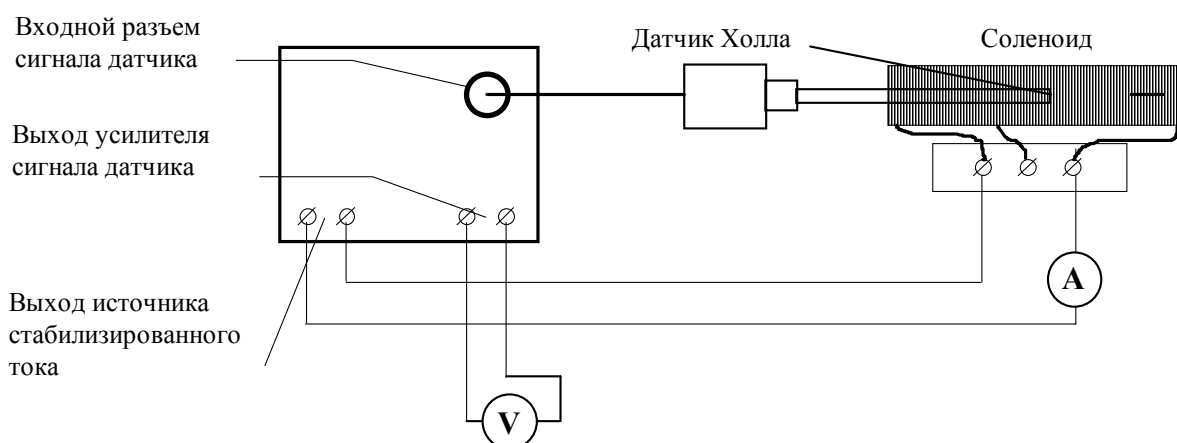 Входной разъем
сигнала датчика
Датчик Холла
Соленоид
Выход усилителя
сигнала датчика
Выход источника
стабилизированного
тока
A
V